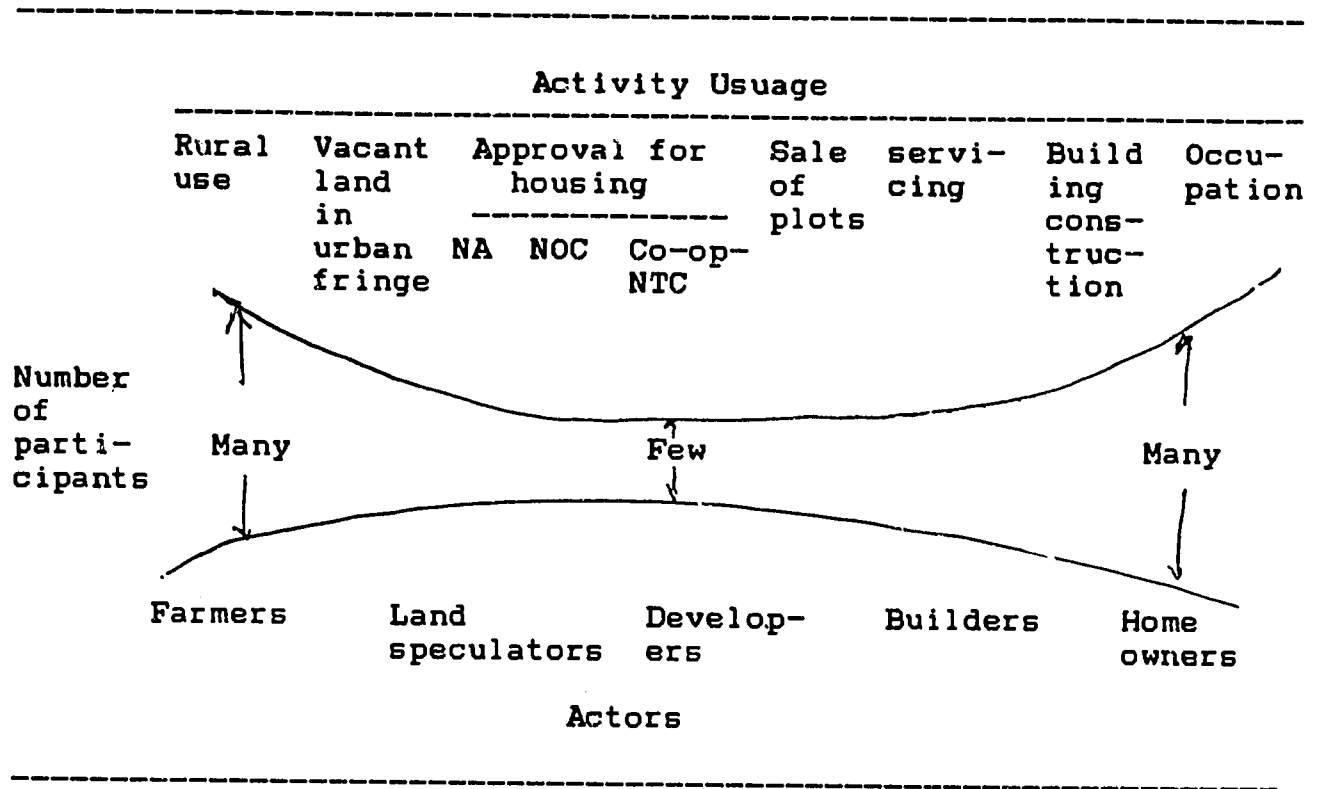 Activity Usuage
Rural Vacant Approval for Sale servi- Build Occu-
use land housing of cing ing pation
in plots cons-
urban NA NOC Co-op- truc-
fringe NTC tion
Number
of
parti- Many Few Many
cipants
Farmers Land Develop- Builders Home
speculators ers owners
Actors